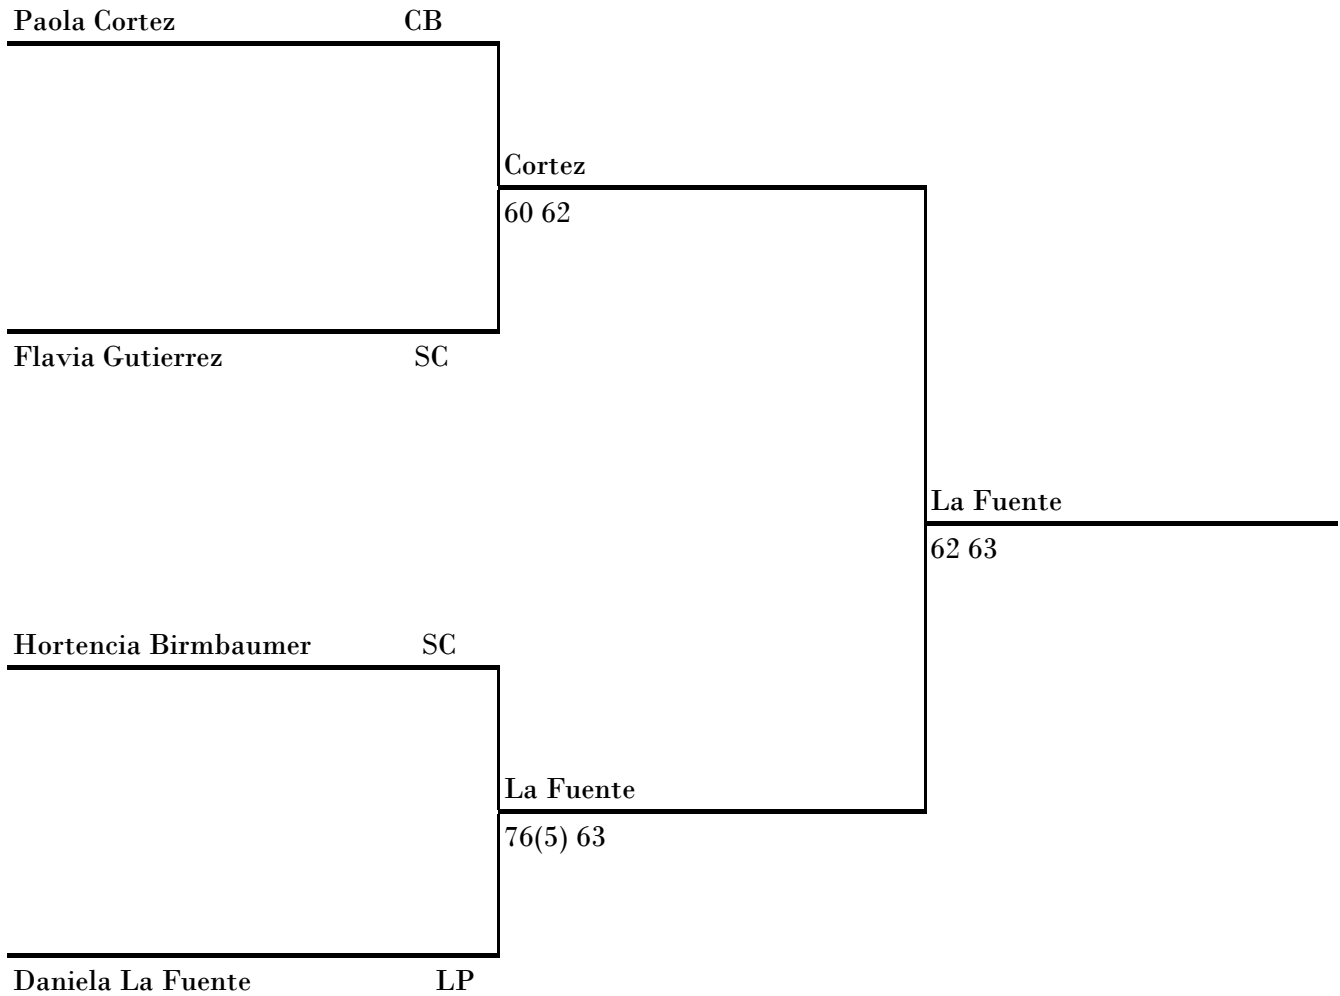 Paola Cortez CB
Cortez
60 62
Flavia Gutierrez SC
La Fuente
62 63
Hortencia Birmbaumer SC
La Fuente
76(5) 63
Daniela La Fuente LP